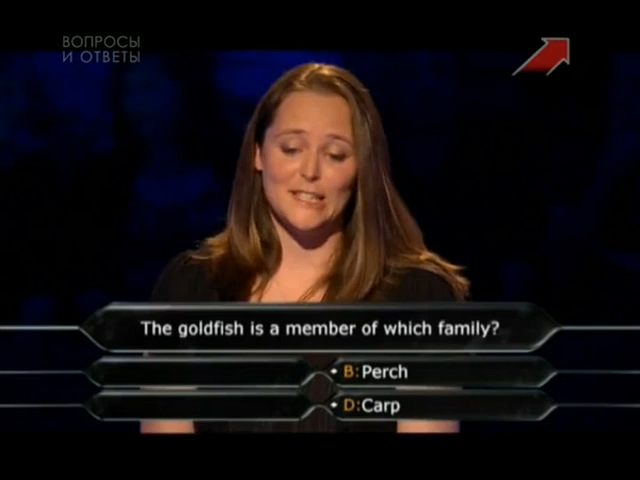 ВОПРОСЫ
И ОТВЕТЫ
The goldfish is a member of which family?
B: Perch
D: Carp